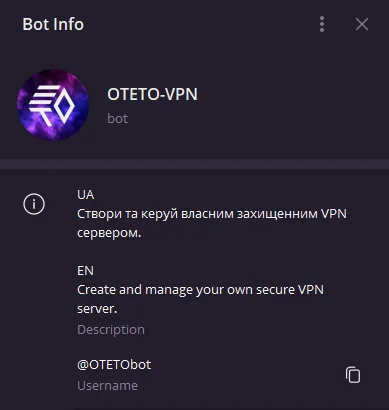 Bot Info
OTETO-VPN
bot
UA
Створи та керуй власним захищенним VPN
сервером.
EN
Create and manage your own secure VPN
server.
Description
@OTETObot
Username